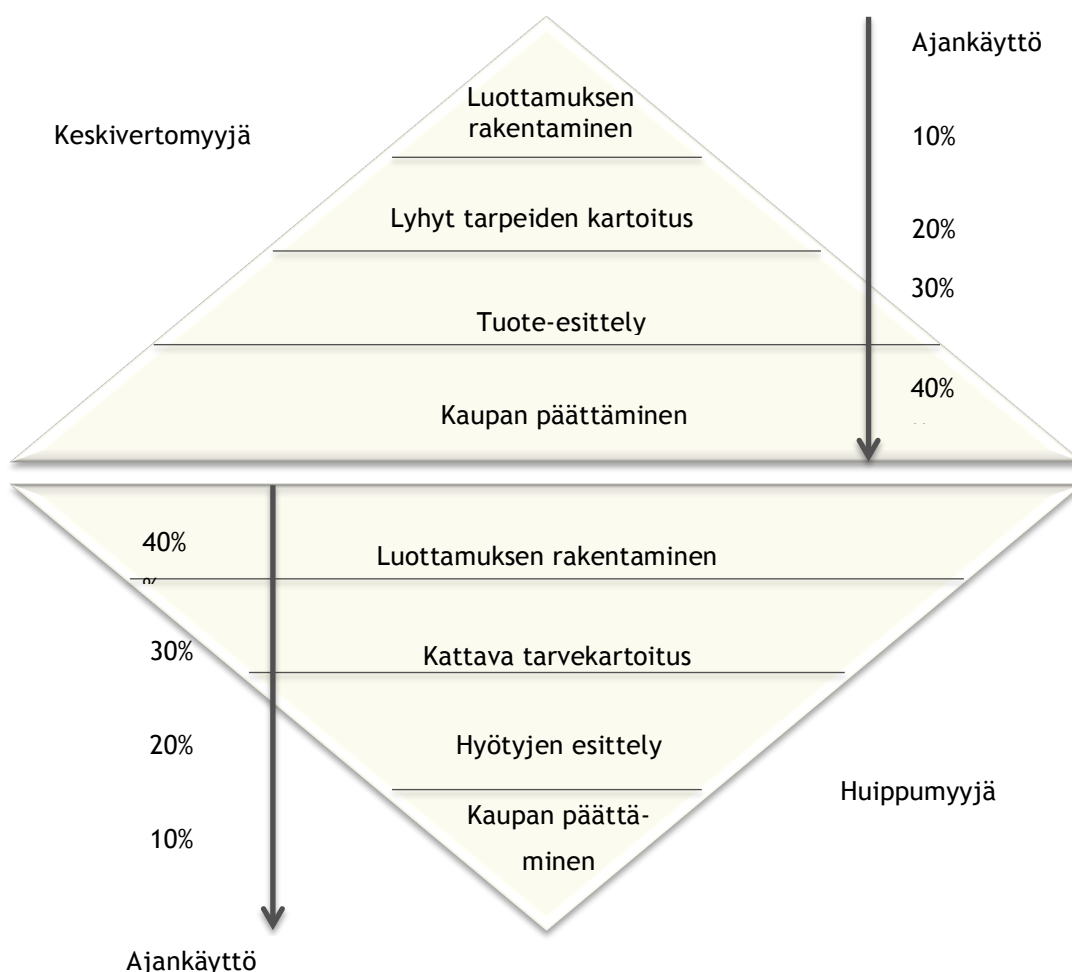 Ajankäyttö
Luottamuksen
rakentaminen
Keskivertomyyjä
10%
Lyhyt tarpeiden kartoitus
20%
30%
Tuote-esittely
40%
Kaupan päättäminen
40%
Luottamuksen rakentaminen
%
30%
Kattava tarvekartoitus
20%
Hyötyjen esittely
Huippumyyjä
Kaupan päättä-
10%
minen
Ajankäyttö